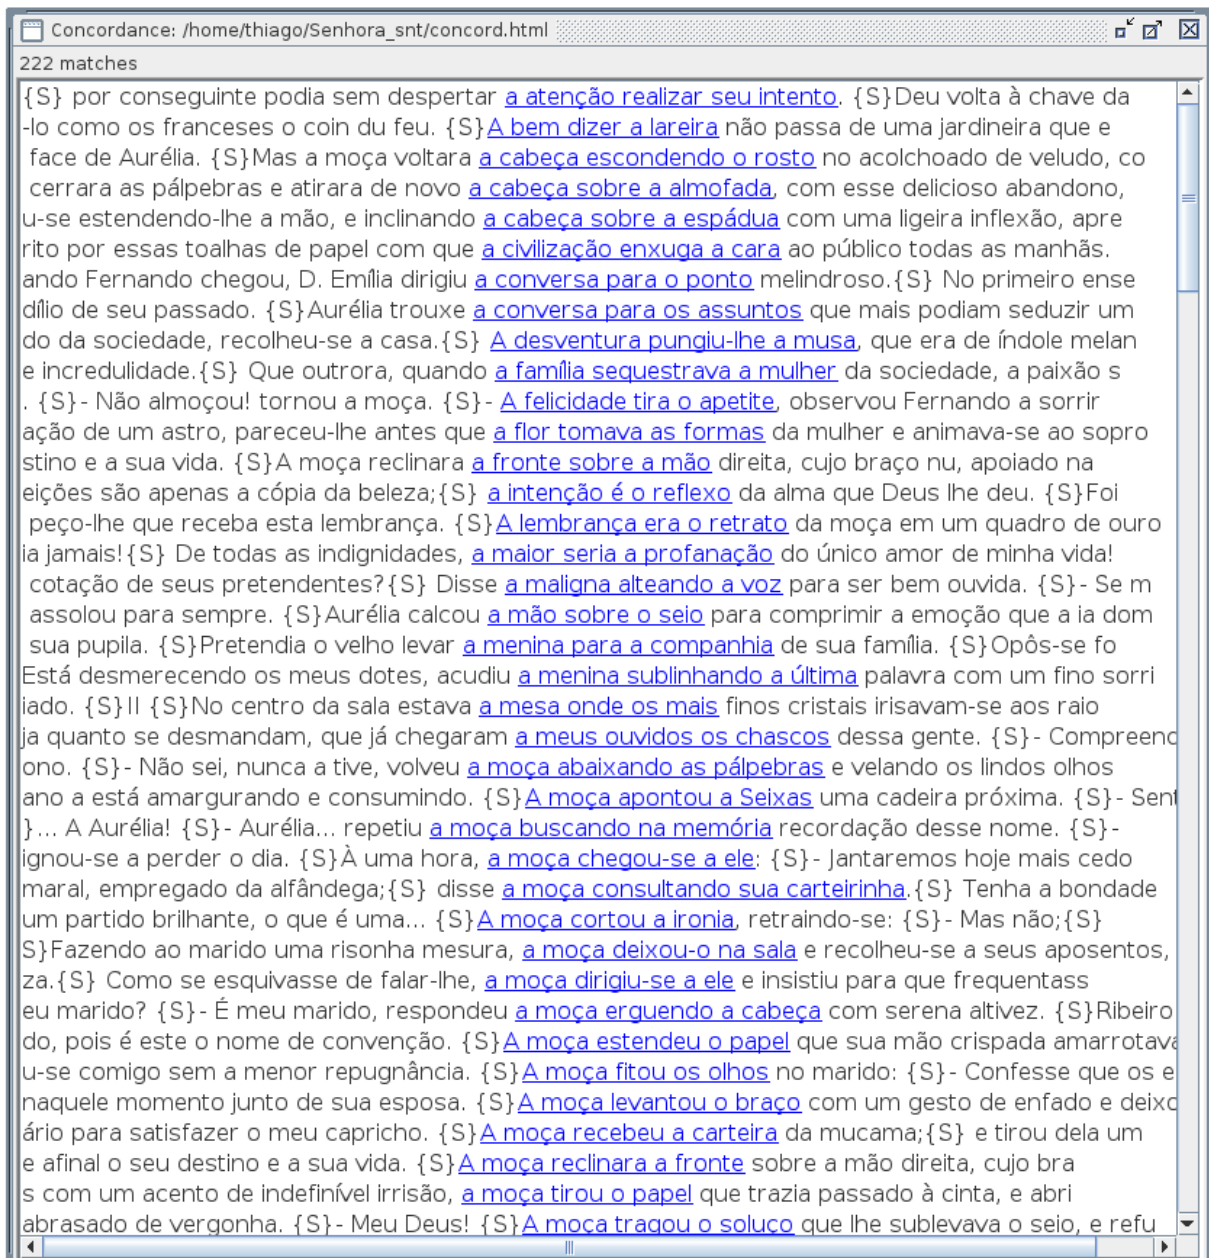 Concordance: /home/thiago/Senhora_snt/concord.html
222 matches
{S} por conseguinte podia sem despertar a atenção realizar seu intento. {S}Deu volta à chave da
-lo como os franceses o coin du feu. {S}A bem dizer a lareira não passa de uma jardineira que e
face de Aurélia. {S}Mas a moça voltara a cabeça escondendo o rosto no acolchoado de veludo, co
cerrara as pálpebras e atirara de novo a cabeça sobre a almofada, com esse delicioso abandono,
u-se estendendo-lhe a mão, e inclinando a cabeça sobre a espádua com uma ligeira inflexão, apre
rito por essas toalhas de papel com que a civilização enxuga a cara ao público todas as manhãs.
ando Fernando chegou, D. Emília dirigiu a conversa para o ponto melindroso.{S} No primeiro ense
dílio de seu passado. {S}Aurélia trouxe a conversa para os assuntos que mais podiam seduzir um
do da sociedade, recolheu-se a casa.{S} A desventura pungiu-lhe a musa, que era de índole melan
e incredulidade.{S} Que outrora, quando a família sequestrava a mulher da sociedade, a paixão s
. {S}- Não almoçou! tornou a moça. {S}- A felicidade tira o apetite, observou Fernando a sorrir
ação de um astro, pareceu-lhe antes que a flor tomava as formas da mulher e animava-se ao sopro
stino e a sua vida. {S}A moça reclinara a fronte sobre a mão direita, cujo braço nu, apoiado na
eições são apenas a cópia da beleza;{S} a intenção é o reflexo da alma que Deus lhe deu. {S}Foi
peço-lhe que receba esta lembrança. {S}A lembrança era o retrato da moça em um quadro de ouro
ia jamais!{S} De todas as indignidades, a maior seria a profanação do único amor de minha vida!
cotação de seus pretendentes?{S} Disse a maligna alteando a voz para ser bem ouvida. {S}- Se m
assolou para sempre. {S}Aurélia calcou a mão sobre o seio para comprimir a emoção que a ia dom
sua pupila. {S}Pretendia o velho levar a menina para a companhia de sua família. {S}Opôs-se fo
Está desmerecendo os meus dotes, acudiu a menina sublinhando a última palavra com um fino sorri
iado. {S}II {S}No centro da sala estava a mesa onde os mais finos cristais irisavam-se aos raio
ja quanto se desmandam, que já chegaram a meus ouvidos os chascos dessa gente. {S}- Compreend
ono. {S}- Não sei, nunca a tive, volveu a moça abaixando as pálpebras e velando os lindos olhos
ano a está amargurando e consumindo. {S}A moça apontou a Seixas uma cadeira próxima. {S}- Sent
}... A Aurélia! {S}- Aurélia... repetiu a moça buscando na memória recordação desse nome. {S}-
ignou-se a perder o dia. {S}À uma hora, a moça chegou-se a ele: {S}- Jantaremos hoje mais cedo
maral, empregado da alfândega;{S} disse a moça consultando sua carteirinha.{S} Tenha a bondade
um partido brilhante, o que é uma... {S}A moça cortou a ironia, retraindo-se: {S}- Mas não;{S}
S}Fazendo ao marido uma risonha mesura, a moça deixou-o na sala e recolheu-se a seus aposentos,
za.{S} Como se esquivasse de falar-lhe, a moça dirigiu-se a ele e insistiu para que frequentass
eu marido? {S}- É meu marido, respondeu a moça erguendo a cabeça com serena altivez. {S}Ribeiro
do, pois é este o nome de convenção. {S}A moça estendeu o papel que sua mão crispada amarrotava
u-se comigo sem a menor repugnância. {S}A moça fitou os olhos no marido: {S}- Confesse que os e
naquele momento junto de sua esposa. {S}A moça levantou o braço com um gesto de enfado e deixo
ário para satisfazer o meu capricho. {S}A moça recebeu a carteira da mucama;{S} e tirou dela um
e afinal o seu destino e a sua vida. {S}A moça reclinara a fronte sobre a mão direita, cujo bra
s com um acento de indefinível irrisão, a moça tirou o papel que trazia passado à cinta, e abri
abrasado de vergonha. {S}- Meu Deus! {S}A moça tragou o soluço que lhe sublevava o seio, e refu